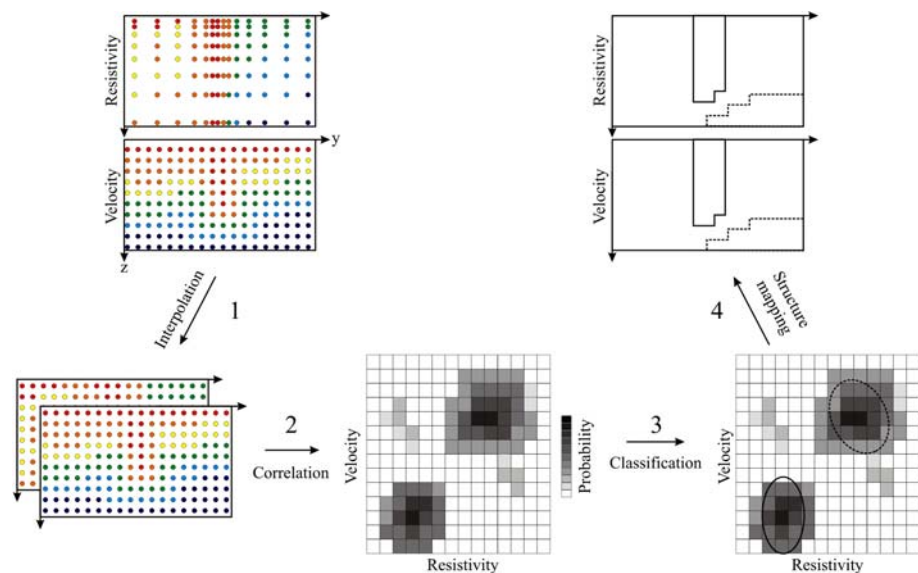 Resistivity
y
Velocity
z
Interpolation
1
2
Correlation
Velocity
Resistivity
Probability
3
Classification
Velocity
Resistivity
4
Structure
mapping
Resistivity
Velocity